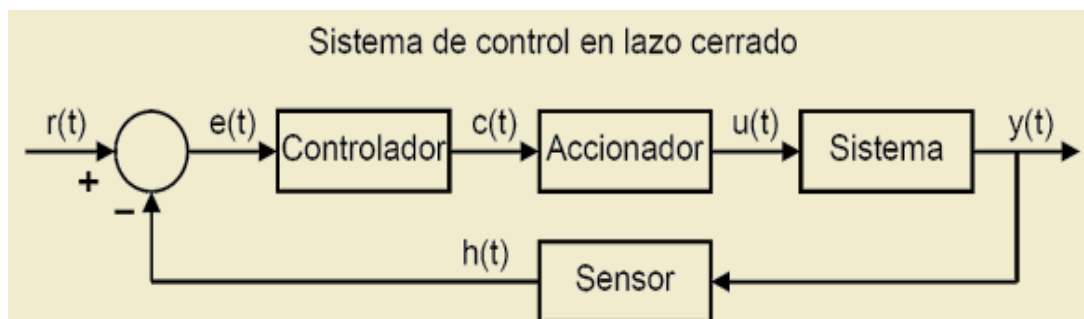 Sistema de control en lazo cerrado
r(t) e(t) Controlador c(t) Accionador u(t) Sistema y(t)
+
−
h(t) Sensor